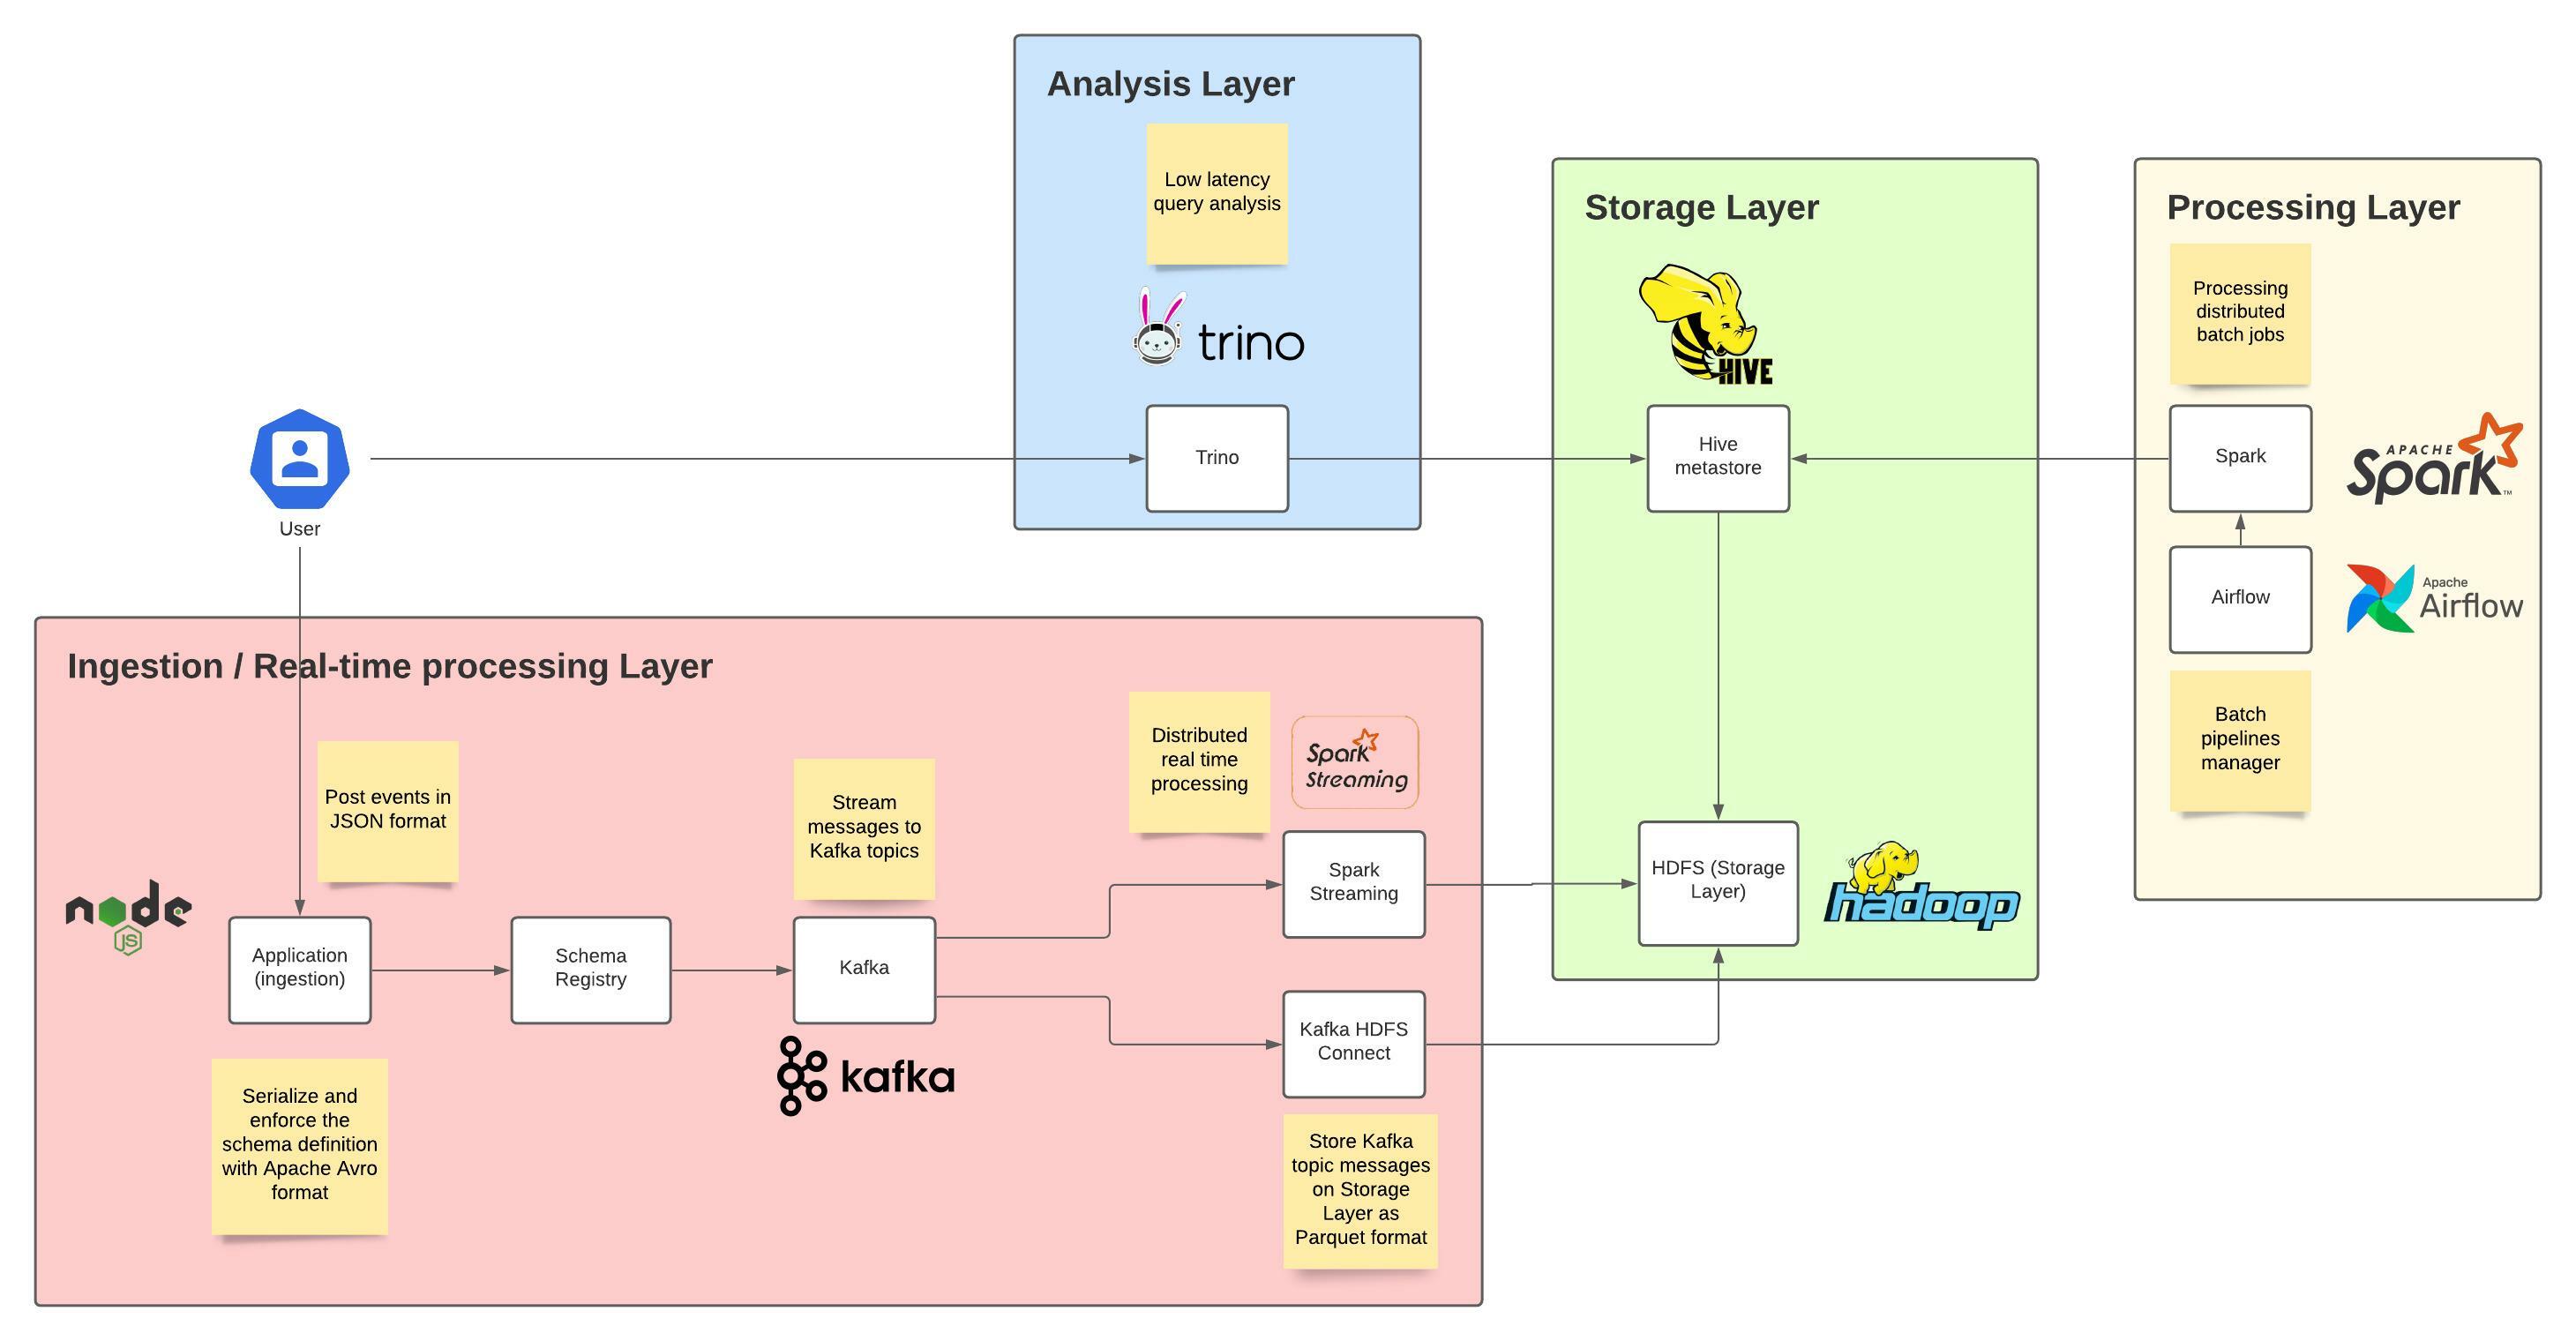 Analysis Layer
Low latency
query analysis
trino
Trino
Storage Layer
HIVE
Hive
metastore
HDFS (Storage
Layer)
hadoop
Processing Layer
Processing
distributed
batch jobs
Spark
APACHE
Spark™
Airflow
Apache
Airflow
Batch
pipelines
manager
User
Ingestion / Real-time processing Layer
Post events in
JSON format
node
JS
Application
(ingestion)
Serialize and
enforce the
schema definition
with Apache Avro
format
Schema
Registry
Stream
messages to
Kafka topics
Kafka
kafka
Distributed
real time
processing
Spark
Streaming
Spark
Streaming
Kafka HDFS
Connect
Store Kafka
topic messages
on Storage
Layer as
Parquet format